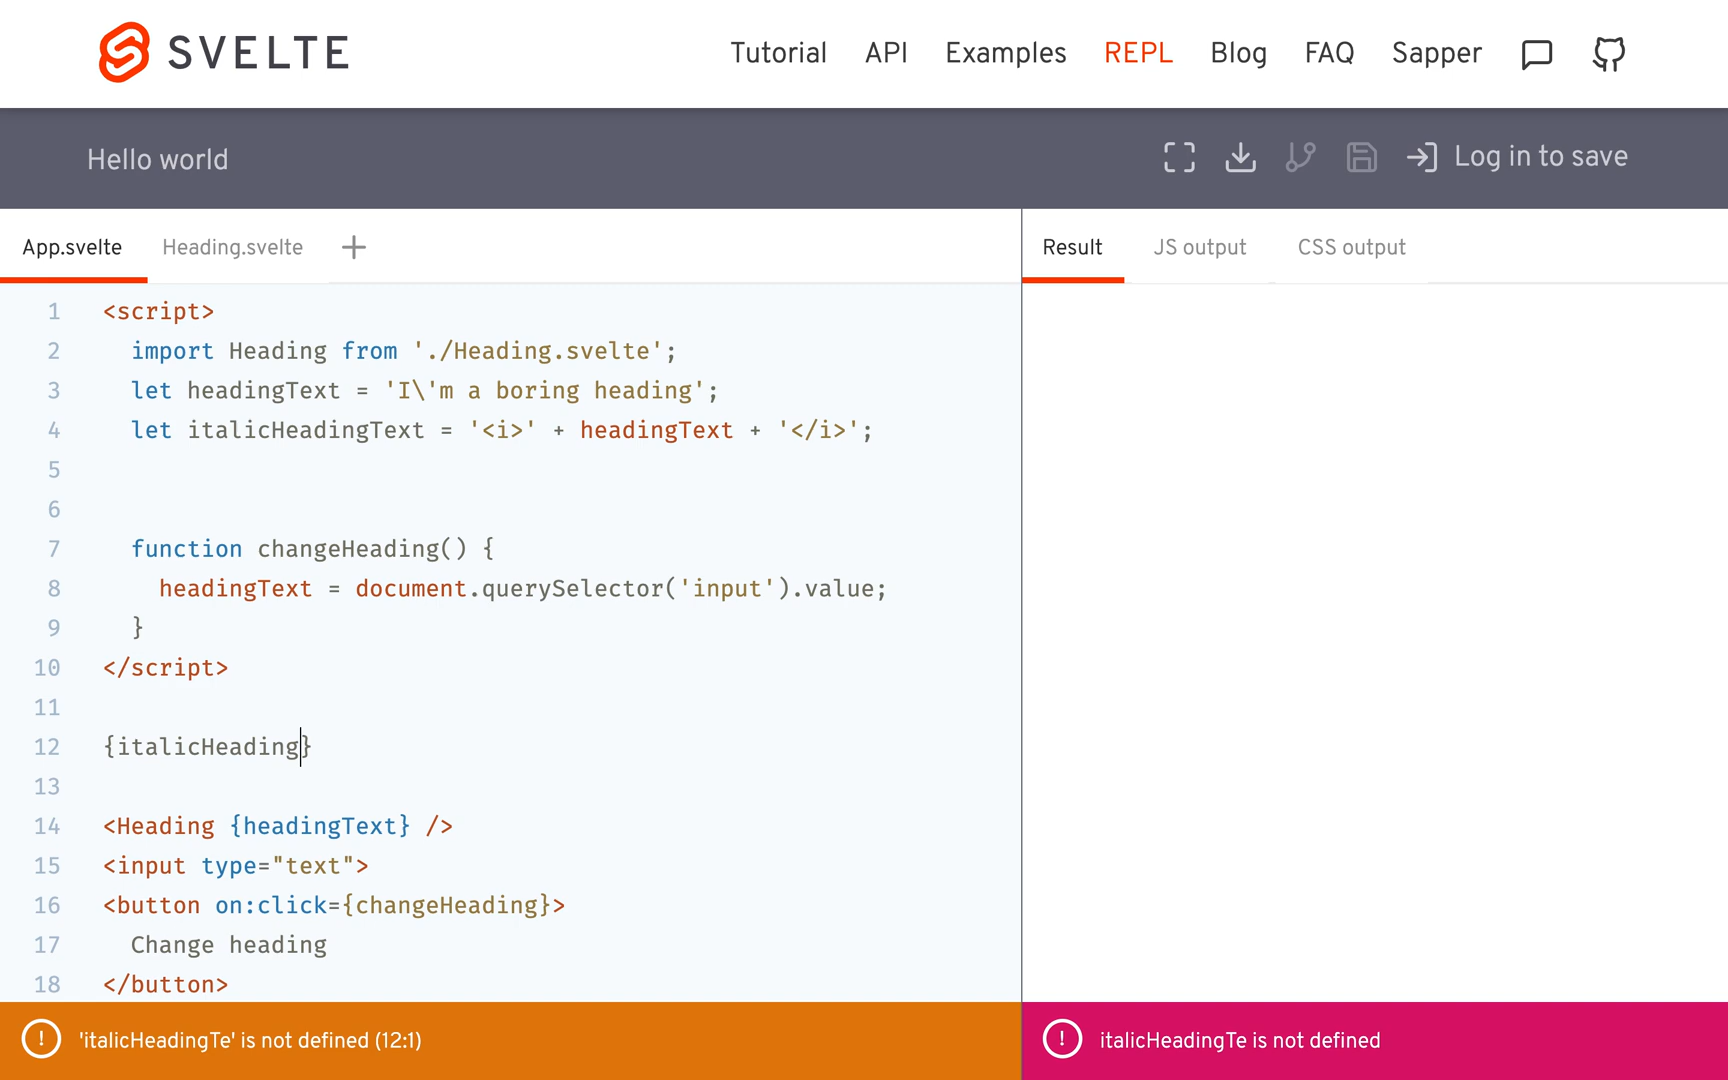 SVELTE
Tutorial API Examples REPL Blog FAQ Sapper
Hello world
Log in to save
App.svelte Heading.svelte +
Result JS output CSS output
1 <script>
2 import Heading from './Heading.svelte';
3 let headingText = 'I\'m a boring heading';
4 let italicHeadingText = '<i>' + headingText + '</i>';
5
6
7 function changeHeading() {
8 headingText = document.querySelector('input').value;
9 }
10 </script>
11
12 {italicHeading}
13
14 <Heading {headingText} />
15 <input type="text">
16 <button on:click={changeHeading}>
17 Change heading
18 </button>
! 'italicHeadingTe' is not defined (12:1)
! italicHeadingTe is not defined